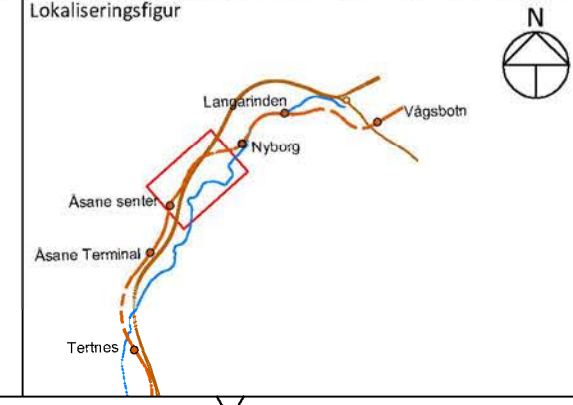 Lokaliseringsfigur
N
Langarinden
Vågsbotn
Nyborg
Åsane senter
Åsane Terminal
Tertnes